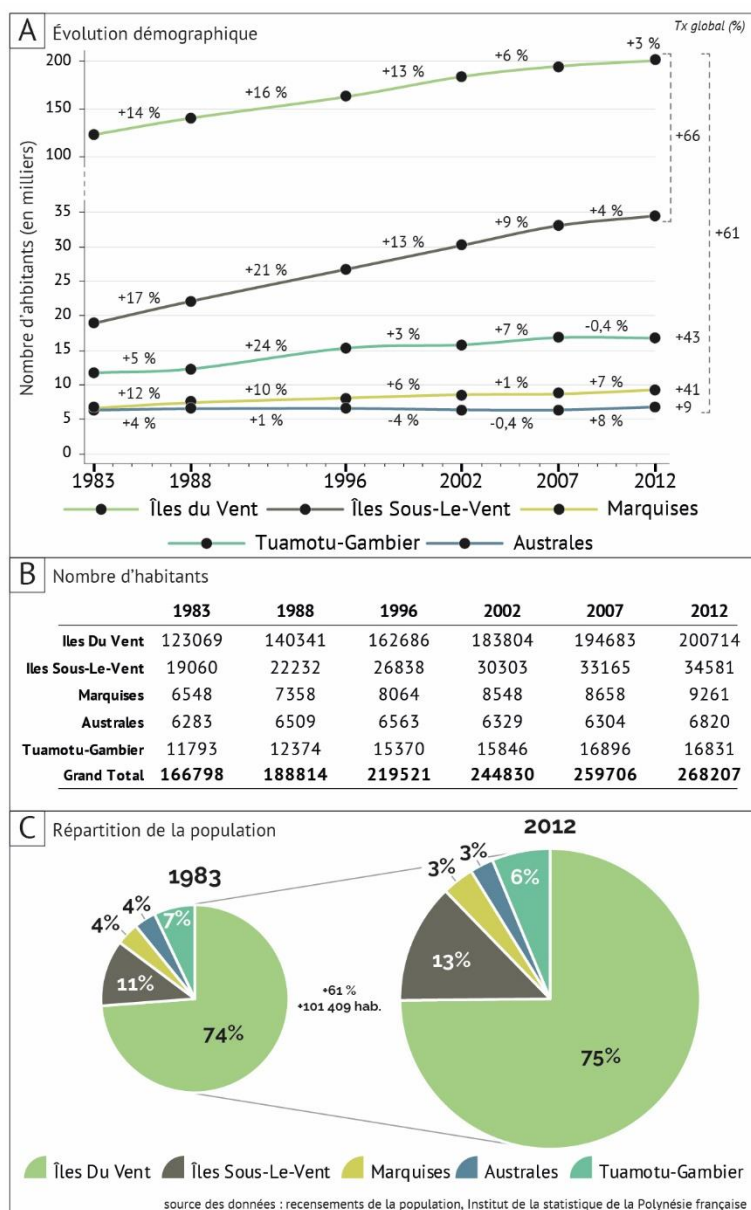 A Évolution démographique
Tx global (%)
Nombre d'ahbitants (en milliers)
200
150
100
35
30
25
20
15
10
5
0
+14 % +16 % +13 % +6 % +3 %
+66
+17 % +21 % +13 % +9 % +4 %
+61
+5 % +24 % +3 % +7 % -0,4 % +43
+12 % +10 % +6 % +1 % +7 % +41
+4 % +1 % -4 % -0,4 % +8 % +9
1983 1988 1996 2002 2007 2012
Îles du Vent Îles Sous-Le-Vent Marquises
Tuamotu-Gambier Australes
B Nombre d'habitants
1983 1988 1996 2002 2007 2012
Iles Du Vent 123069 140341 162686 183804 194683 200714
Iles Sous-Le-Vent 19060 22232 26838 30303 33165 34581
Marquises 6548 7358 8064 8548 8658 9261
Australes 6283 6509 6563 6329 6304 6820
Tuamotu-Gambier 11793 12374 15370 15846 16896 16831
Grand Total 166798 188814 219521 244830 259706 268207
C Répartition de la population
1983
4%
4%
7%
11%
74%
+61 %
+101 409 hab.
2012
3%
3%
6%
13%
75%
Îles Du Vent Îles Sous-Le-Vent Marquises Australes Tuamotu-Gambier
source des données : recensements de la population, Institut de la statistique de la Polynésie française